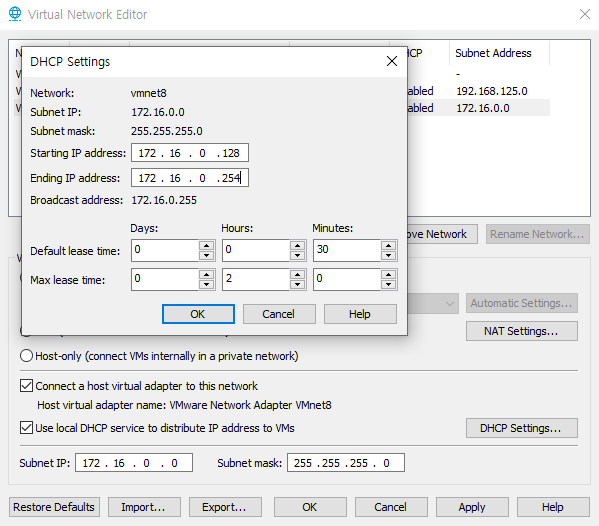 Virtual Network Editor
DHCP Subnet Address
-
192.168.125.0
172.16.0.0
DHCP Settings
Network: vmnet8
Subnet IP: 172.16.0.0
Subnet mask: 255.255.255.0
Starting IP address: 172 . 16 . 0 .128
Ending IP address: 172 . 16 . 0 .254
Broadcast address: 172.16.0.255
Days: Hours: Minutes:
Default lease time: 0 0 30
Max lease time: 0 2 0
OK Cancel Help
Network Rename Network...
Automatic Settings...
NAT Settings...
Host-only (connect VMs internally in a private network)
Connect a host virtual adapter to this network
Host virtual adapter name: VMware Network Adapter VMnet8
Use local DHCP service to distribute IP address to VMs
DHCP Settings...
Subnet IP: 172 . 16 . 0 . 0 Subnet mask: 255 .255 .255 . 0
Restore Defaults Import... Export... OK Cancel Apply Help